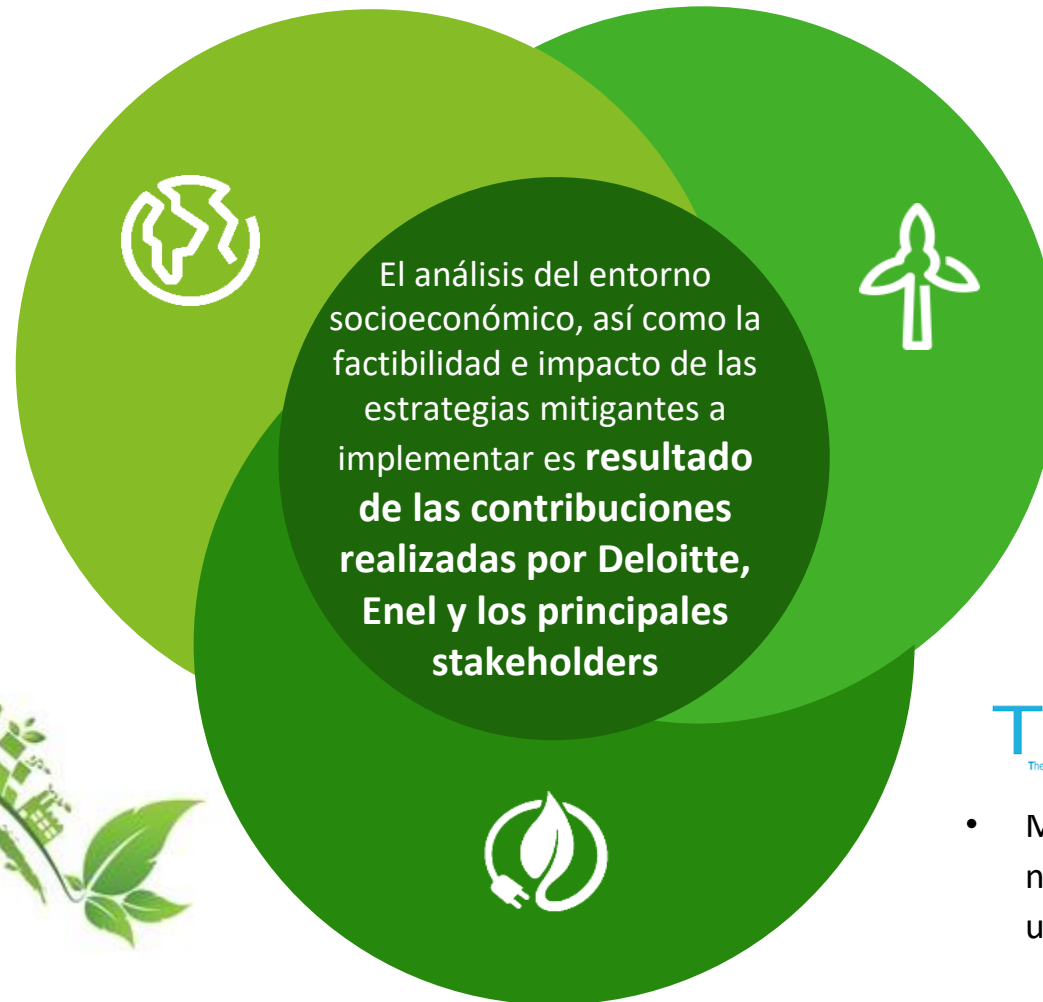 El análisis del entorno
socioeconómico, así como la
factibilidad e impacto de las
estrategias mitigantes a
implementar es resultado
de las contribuciones
realizadas por Deloitte,
Enel y los principales
stakeholders
T
The
• M
n
u